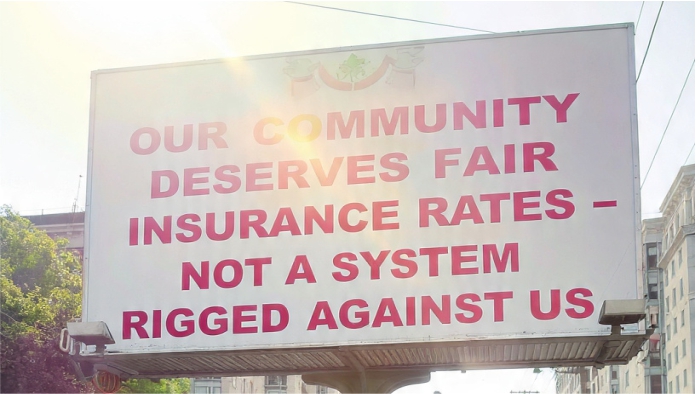 OUR COMMUNITY
DESERVES FAIR
INSURANCE RATES –
NOT A SYSTEM
RIGGED AGAINST US